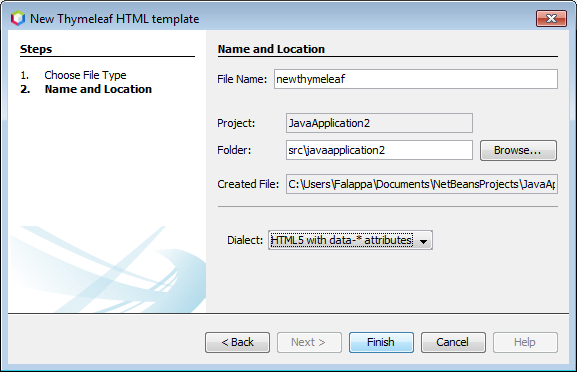 New Thymeleaf HTML template
Steps
1. Choose File Type
2. Name and Location
Name and Location
File Name: newthymeleaf
Project: JavaApplication2
Folder: src\javaapplication2 Browse...
Created File: C:\Users\Falappa\Documents\NetBeansProjects\JavaAp
Dialect: HTML5 with data-* attributes
< Back Next > Finish Cancel Help